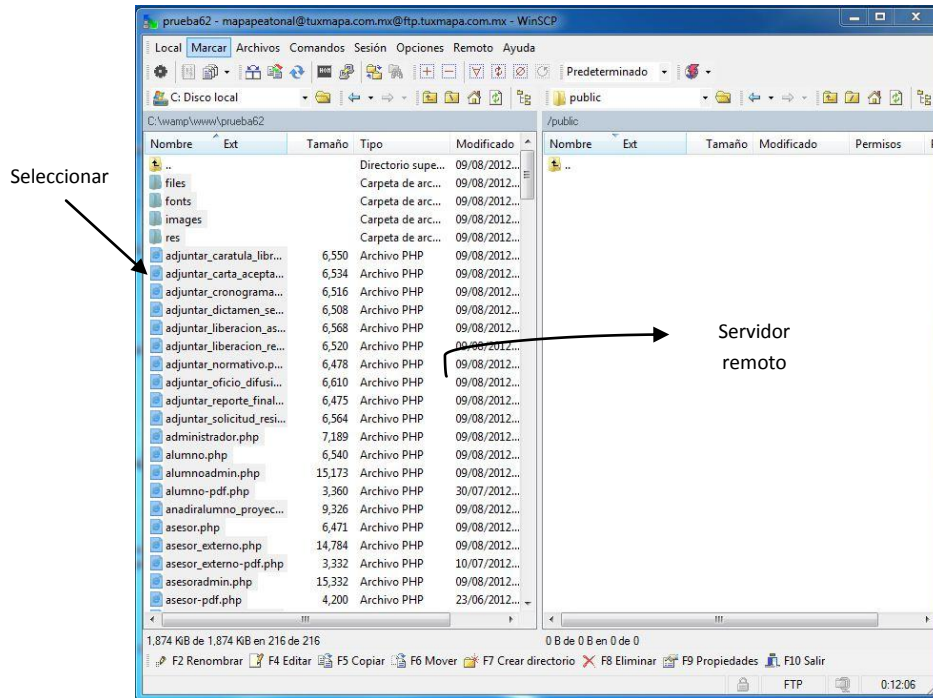 prueba62 - mapapeatonal@tuxmapa.com.mx@ftp.tuxmapa.com.mx - WinSCP
Local Marcar Archivos Comandos Sesión Opciones Remoto Ayuda
Predeterminado
C: Disco local
public
C:\wamp\www\prueba62
/public
Nombre Ext Tamaño Tipo Modificado
Nombre Ext Tamaño Modificado Permisos
.. Directorio supe... 09/08/2012...
..
Seleccionar
files Carpeta de arc... 09/08/2012...
fonts Carpeta de arc... 09/08/2012...
images Carpeta de arc... 09/08/2012...
res Carpeta de arc... 09/08/2012...
adjuntar_caratula_libr... 6,550 Archivo PHP 09/08/2012...
adjuntar_carta_acepta... 6,534 Archivo PHP 09/08/2012...
adjuntar_cronograma... 6,516 Archivo PHP 09/08/2012...
adjuntar_dictamen_se... 6,508 Archivo PHP 09/08/2012...
adjuntar_liberacion_as... 6,568 Archivo PHP 09/08/2012...
adjuntar_liberacion_re... 6,520 Archivo PHP 09/08/2012...
adjuntar_normativo.p... 6,478 Archivo PHP 09/08/2012...
adjuntar_oficio_difusi... 6,610 Archivo PHP 09/08/2012...
adjuntar_reporte_final... 6,475 Archivo PHP 09/08/2012...
adjuntar_solicitud_resi... 6,564 Archivo PHP 09/08/2012...
administrador.php 7,189 Archivo PHP 09/08/2012...
alumno.php 6,540 Archivo PHP 09/08/2012...
alumnoadmin.php 15,173 Archivo PHP 09/08/2012...
alumno-pdf.php 3,360 Archivo PHP 30/07/2012...
anadiralumno_proyec... 9,326 Archivo PHP 09/08/2012...
asesor.php 6,471 Archivo PHP 09/08/2012...
asesor_externo.php 14,784 Archivo PHP 09/08/2012...
asesor_externo-pdf.php 3,332 Archivo PHP 10/07/2012...
asesoradmin.php 15,332 Archivo PHP 09/08/2012...
asesor-pdf.php 4,200 Archivo PHP 23/06/2012...
Servidor
remoto
1,874 KiB de 1,874 KiB en 216 de 216
0 B de 0 B en 0 de 0
F2 Renombrar F4 Editar F5 Copiar F6 Mover F7 Crear directorio F8 Eliminar F9 Propiedades F10 Salir
FTP 0:12:06